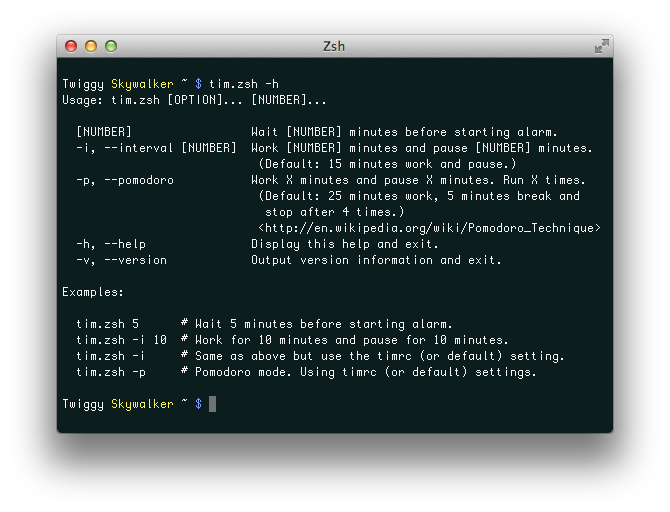 Zsh
Twiggy Skywalker ~ $ tim.zsh -h
Usage: tim.zsh [OPTION]... [NUMBER]...
[NUMBER] Wait [NUMBER] minutes before starting alarm.
-i, --interval [NUMBER] Work [NUMBER] minutes and pause [NUMBER] minutes.
(Default: 15 minutes work and pause.)
-p, --pomodoro Work X minutes and pause X minutes. Run X times.
(Default: 25 minutes work, 5 minutes break and
stop after 4 times.)
<http://en.wikipedia.org/wiki/Pomodoro_Technique>
-h, --help Display this help and exit.
-v, --version Output version information and exit.
Examples:
tim.zsh 5 # Wait 5 minutes before starting alarm.
tim.zsh -i 10 # Work for 10 minutes and pause for 10 minutes.
tim.zsh -i # Same as above but use the timrc (or default) setting.
tim.zsh -p # Pomodoro mode. Using timrc (or default) settings.
Twiggy Skywalker ~ $